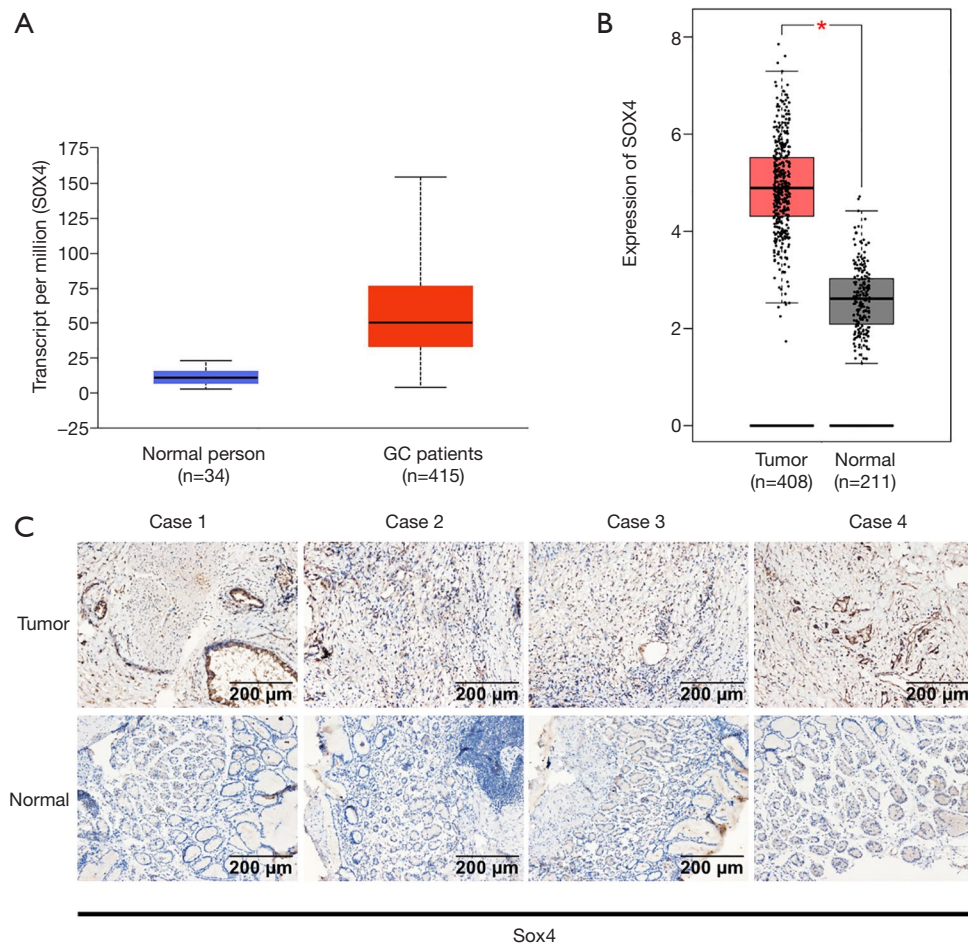 A
Transcript per million (S0X4)
175
150
125
100
75
50
25
0
−25
Normal person
(n=34)
GC patients
(n=415)
B
*
Expression of SOX4
8
6
4
2
0
Tumor
(n=408)
Normal
(n=211)
C
Case 1
Case 2
Case 3
Case 4
Tumor
200 µm
200 µm
200 µm
200 µm
Normal
200 µm
200 µm
200 µm
200 µm
Sox4